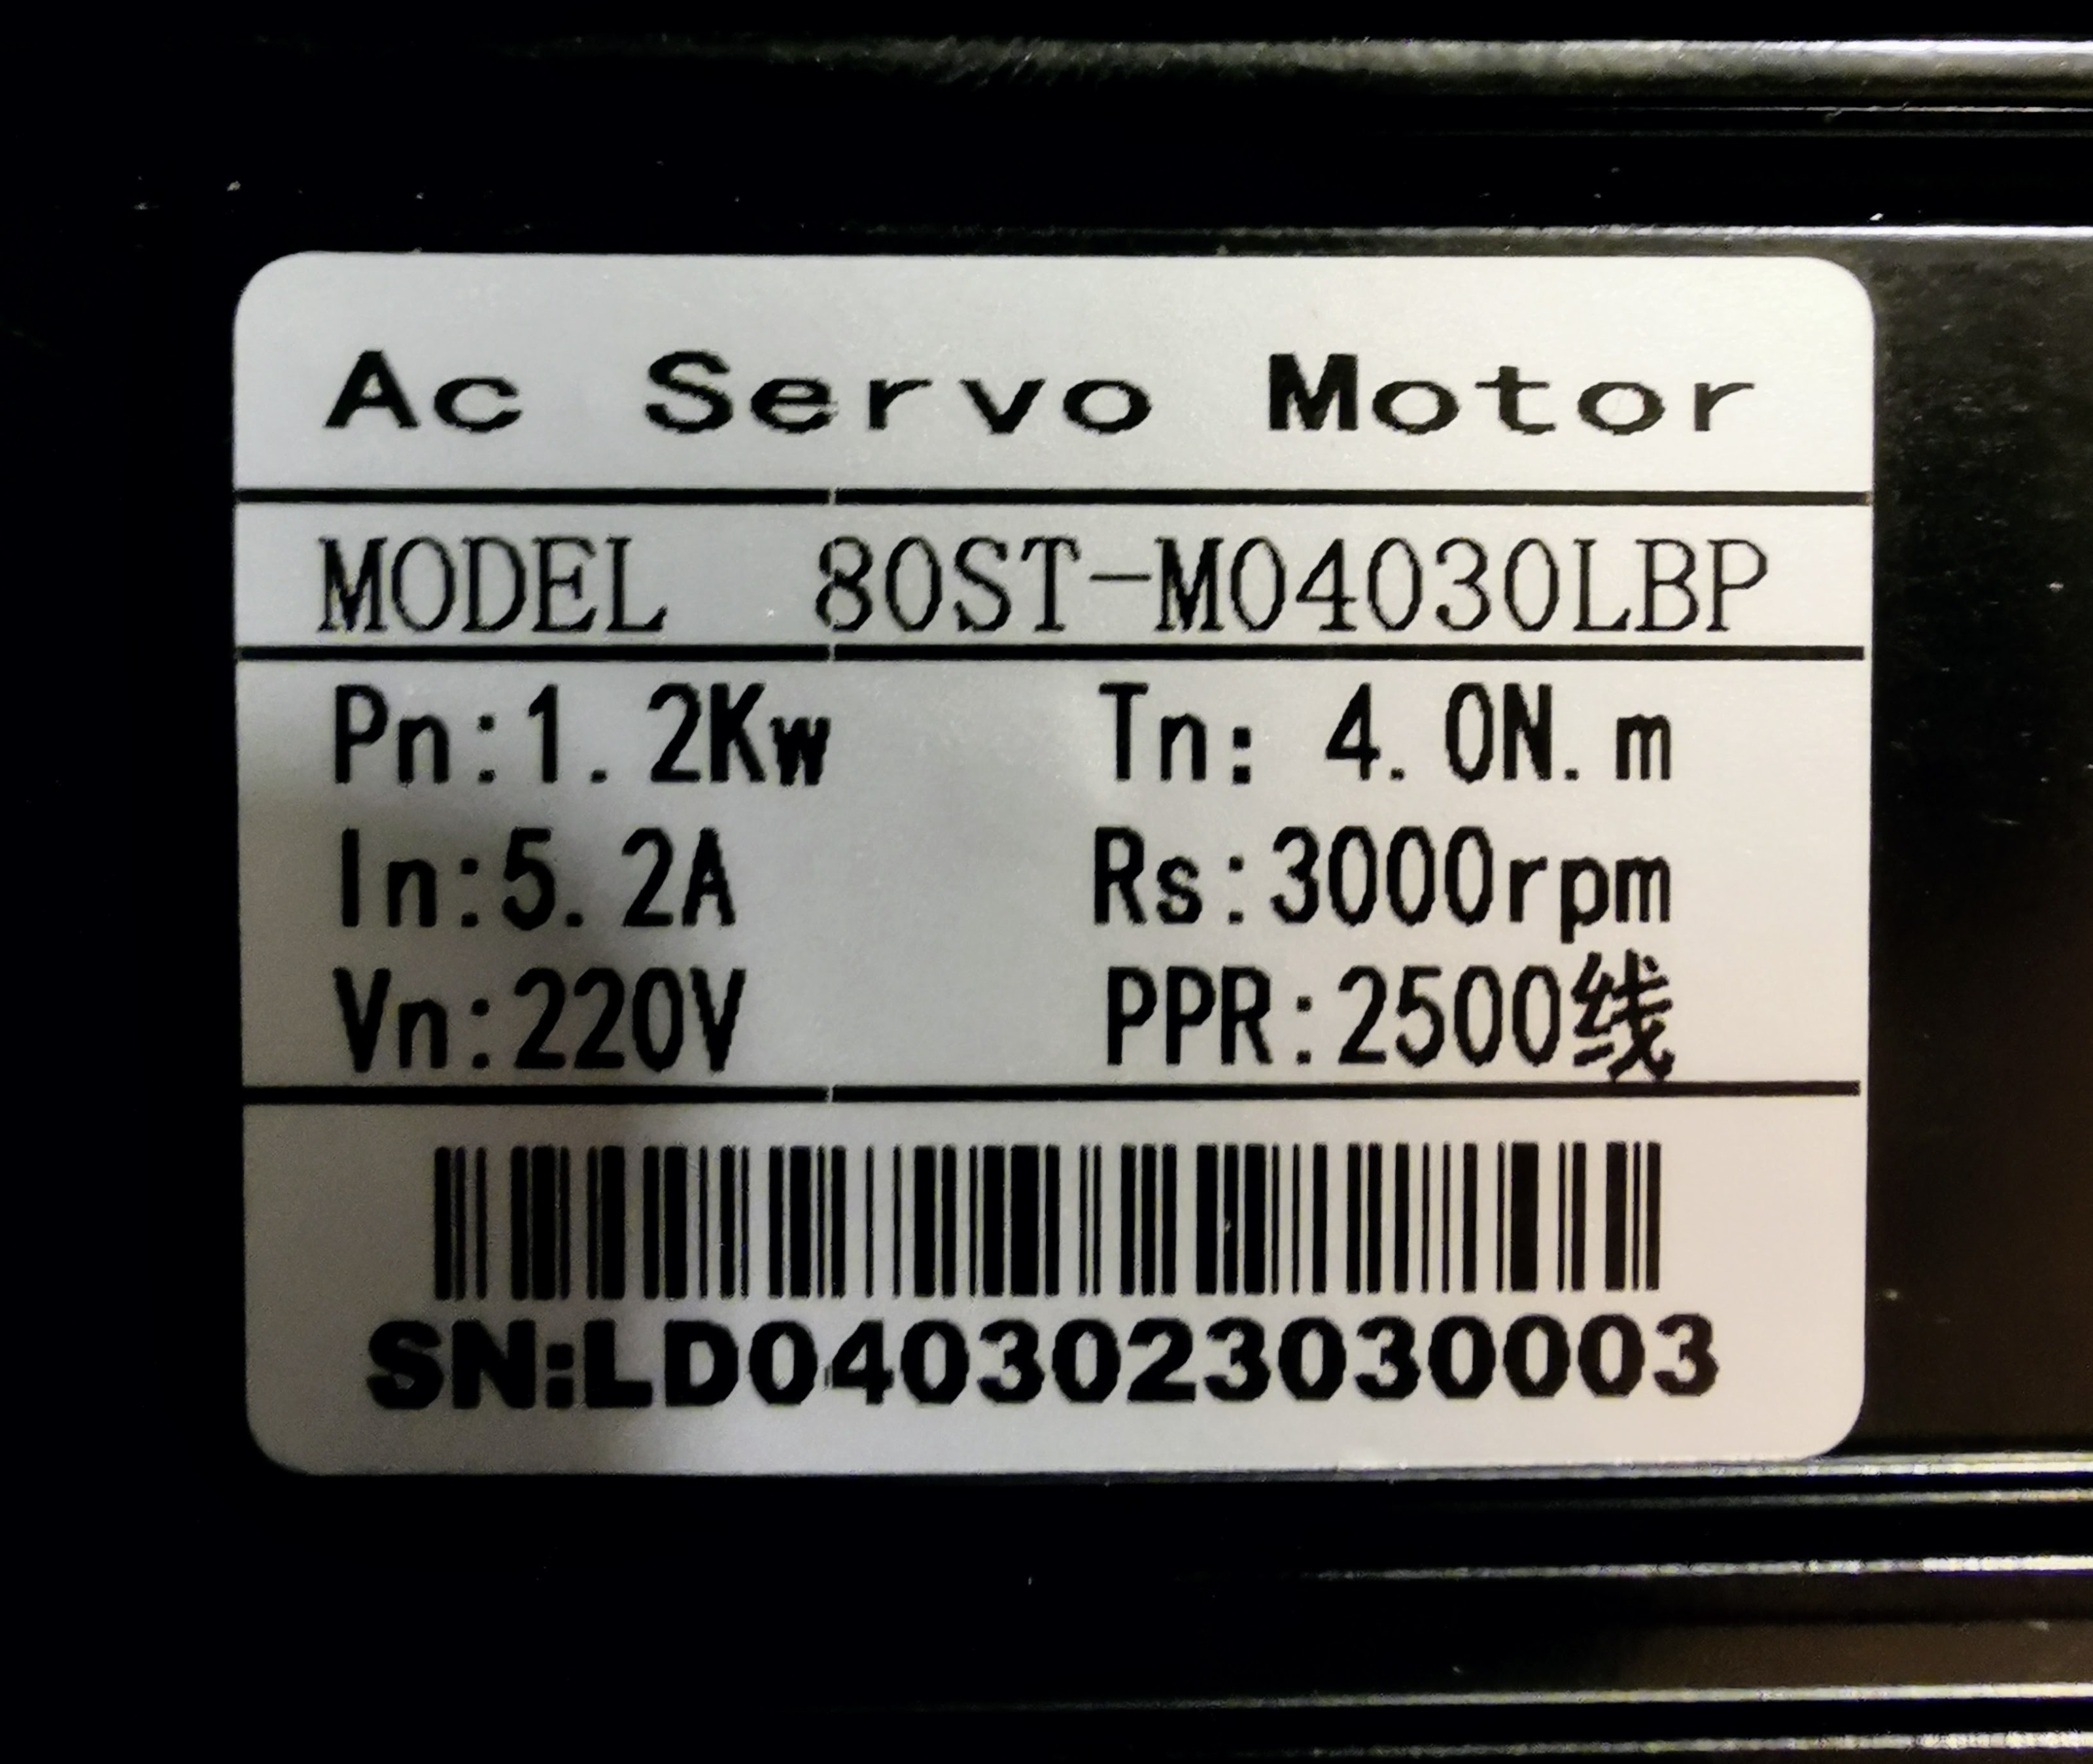 Ac Servo Motor
MODEL 80ST-M04030LBP
Pn:1.2Kw Tn: 4.0N.m
In:5.2A Rs:3000rpm
Vn:220V PPR:2500线
SN:LD0403023030003